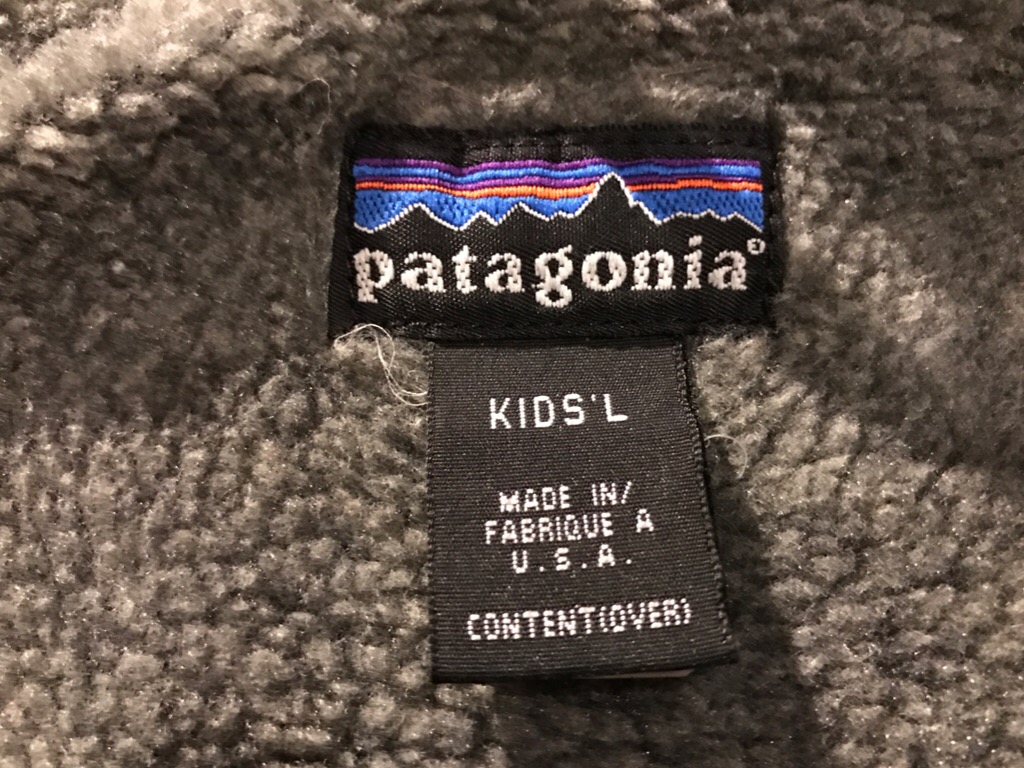 patagonia®
KIDS'L
MADE IN/
FABRIQUE A
U.S.A.
CONTENT(OVER)